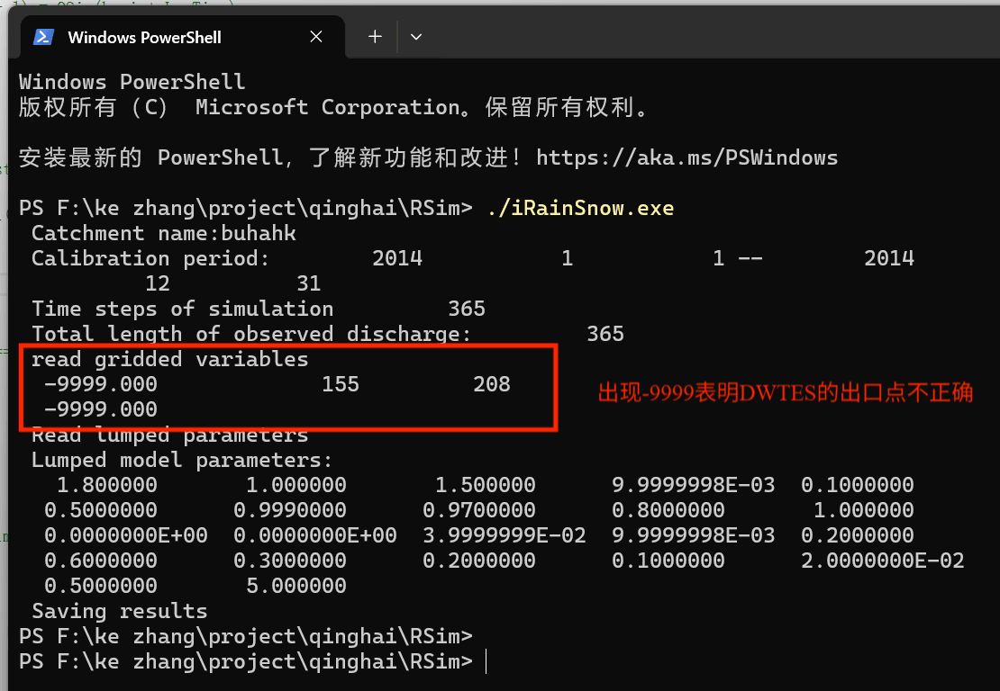 Windows PowerShell
Windows PowerShell
版权所有 (C) Microsoft Corporation。保留所有权利。
安装最新的 PowerShell，了解新功能和改进！https://aka.ms/PSWindows
PS F:\ke zhang\project\qinghai\RSim> ./iRainSnow.exe
Catchment name:buhahk
Calibration period: 2014 1 1 -- 2014
12 31
Time steps of simulation 365
Total length of observed discharge: 365
read gridded variables
-9999.000 155 208
-9999.000
出现-9999表明DWTES的出口点不正确
Read lumped parameters
Lumped model parameters:
1.800000 1.000000 1.500000 9.9999998E-03 0.1000000
0.5000000 0.9990000 0.9700000 0.8000000 1.000000
0.0000000E+00 0.0000000E+00 3.9999999E-02 9.9999998E-03 0.2000000
0.6000000 0.3000000 0.2000000 0.1000000 2.0000000E-02
0.5000000 5.000000
Saving results
PS F:\ke zhang\project\qinghai\RSim>
PS F:\ke zhang\project\qinghai\RSim>